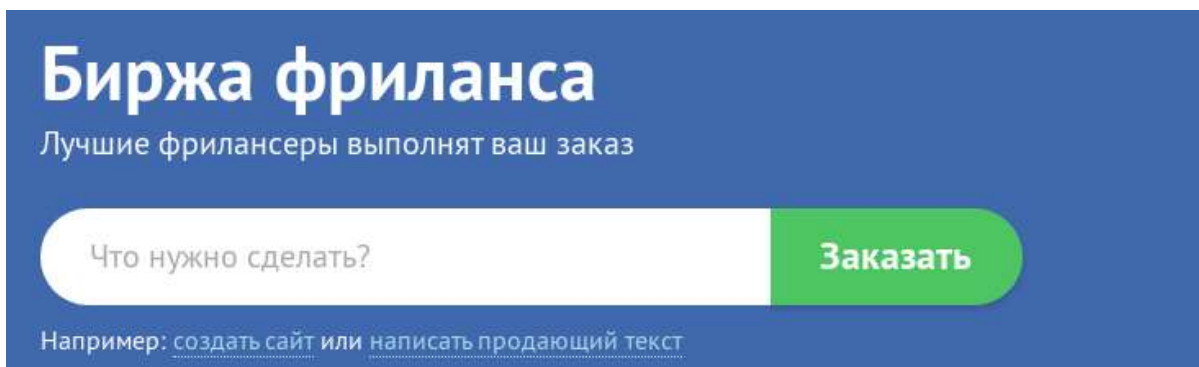 Биржа фриланса
Лучшие фрилансеры выполнят ваш заказ
Что нужно сделать?
Заказать
Например: создать сайт или написать продающий текст